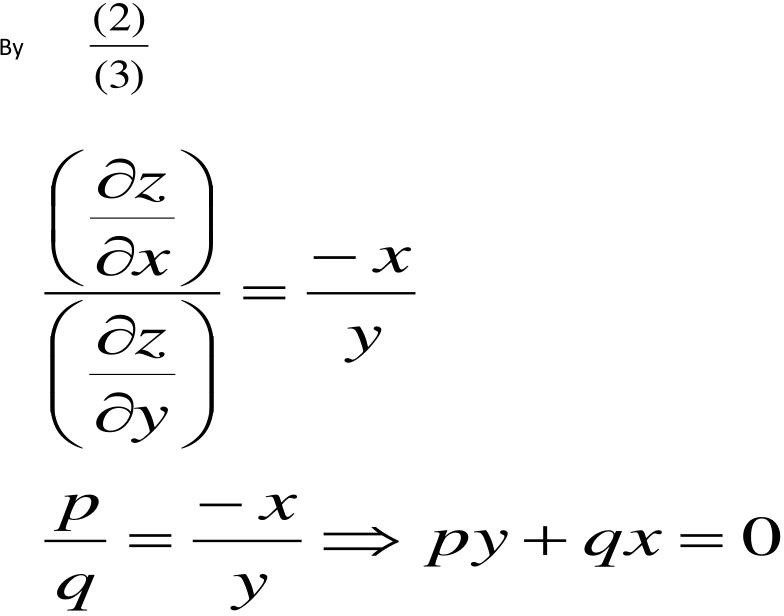 By (2)/(3)
(∂z/∂x)/(∂z/∂y) = −x/y
p/q = −x/y ⟹ py + qx = 0